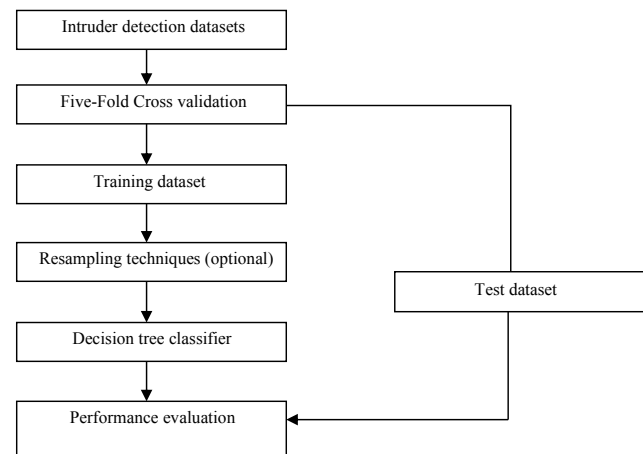 Intruder detection datasets
Five-Fold Cross validation
Training dataset
Resampling techniques (optional)
Test dataset
Decision tree classifier
Performance evaluation